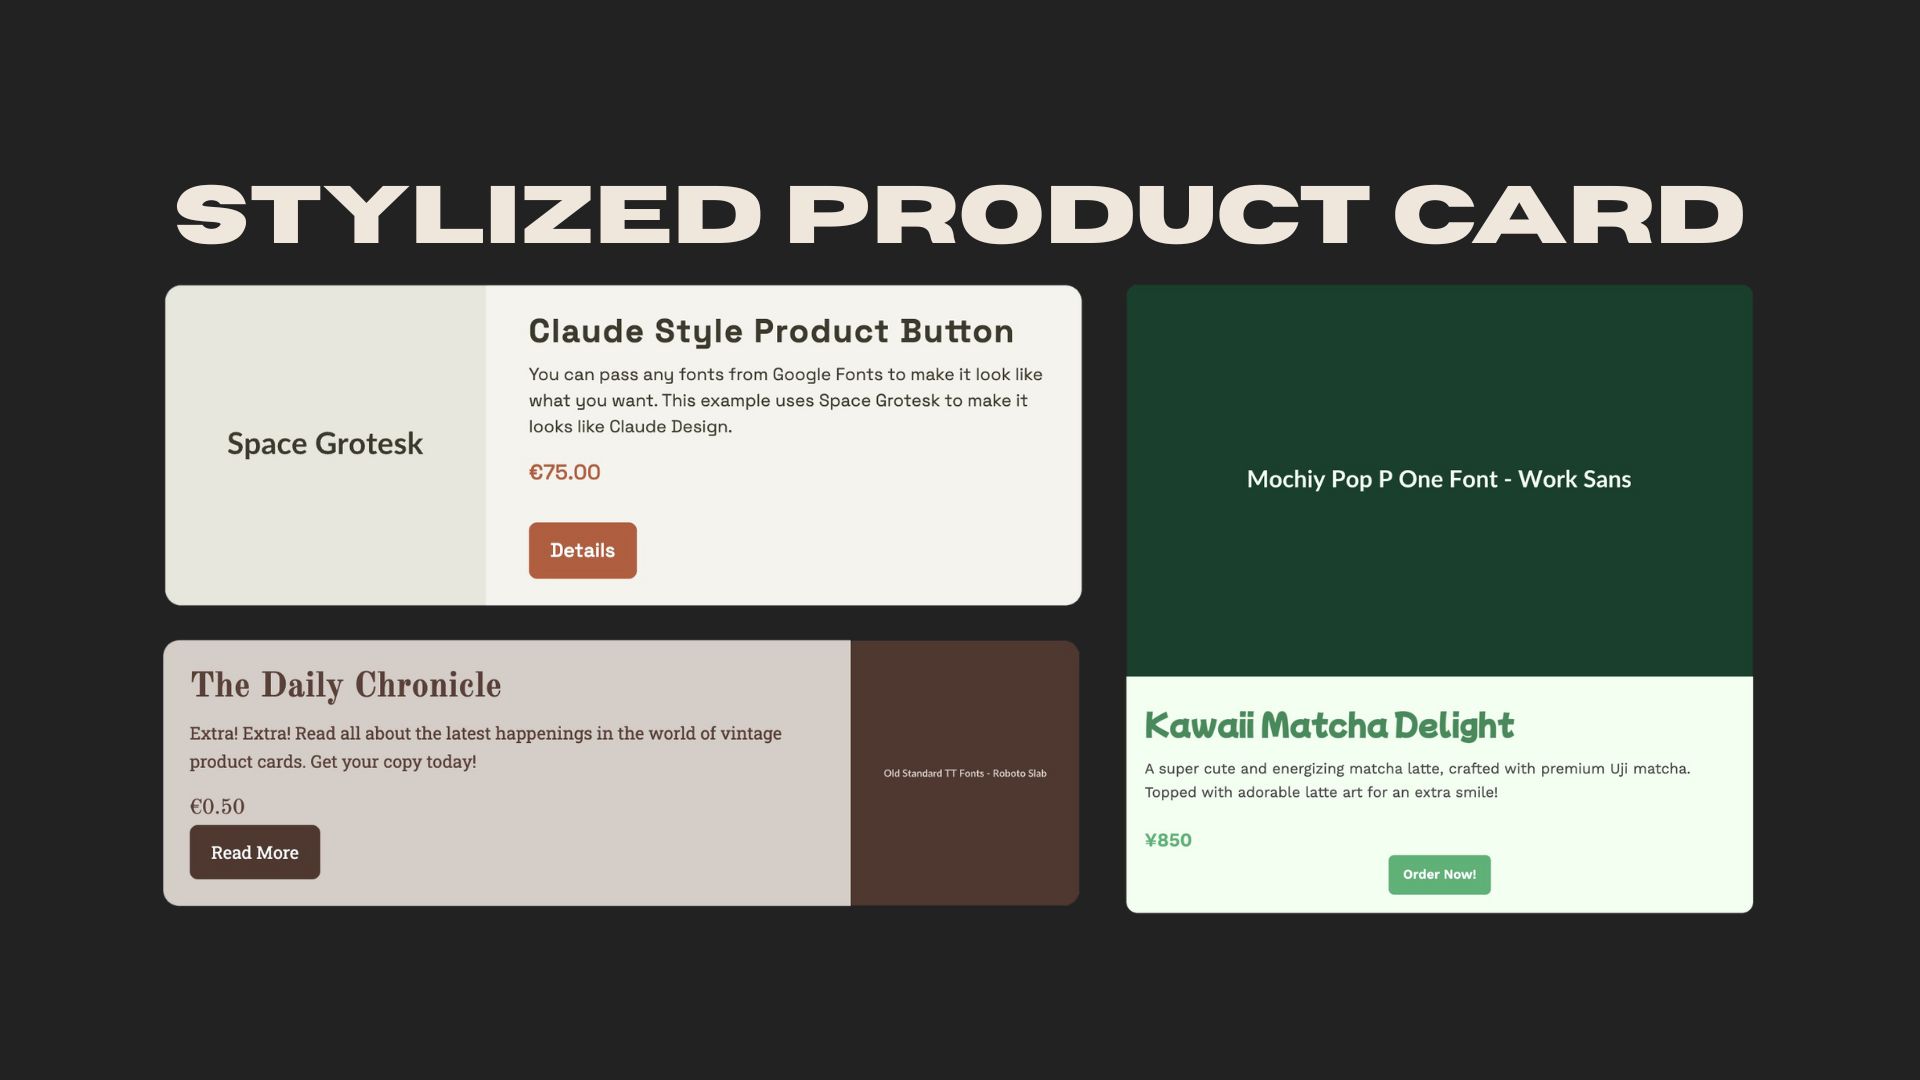 STYLIZED PRODUCT CARD
Space Grotesk
Claude Style Product Button
You can pass any fonts from Google Fonts to make it look like
what you want. This example uses Space Grotesk to make it
looks like Claude Design.
€75.00
Details
The Daily Chronicle
Extra! Extra! Read all about the latest happenings in the world of vintage
product cards. Get your copy today!
€0.50
Read More
Old Standard TT Fonts - Roboto Slab
Mochiy Pop P One Font - Work Sans
Kawaii Matcha Delight
A super cute and energizing matcha latte, crafted with premium Uji matcha.
Topped with adorable latte art for an extra smile!
¥850
Order Now!